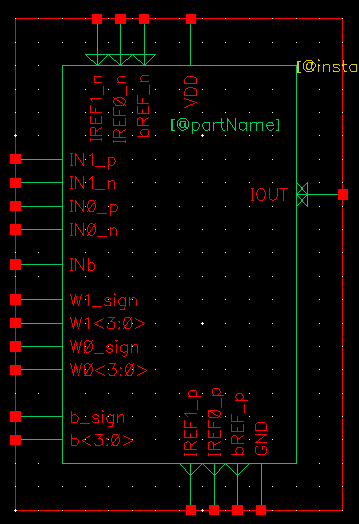 IREF1_n
IREF0_n
bREF_n
VDD
[@insta
[@partName]
IN1_p
IN1_n
IN0_p
IN0_n
INb
W1_sign
W1<3:0>
W0_sign
W0<3:0>
b_sign
b<3:0>
IOUT
IREF1_p
IREF0_p
bREF_p
GND